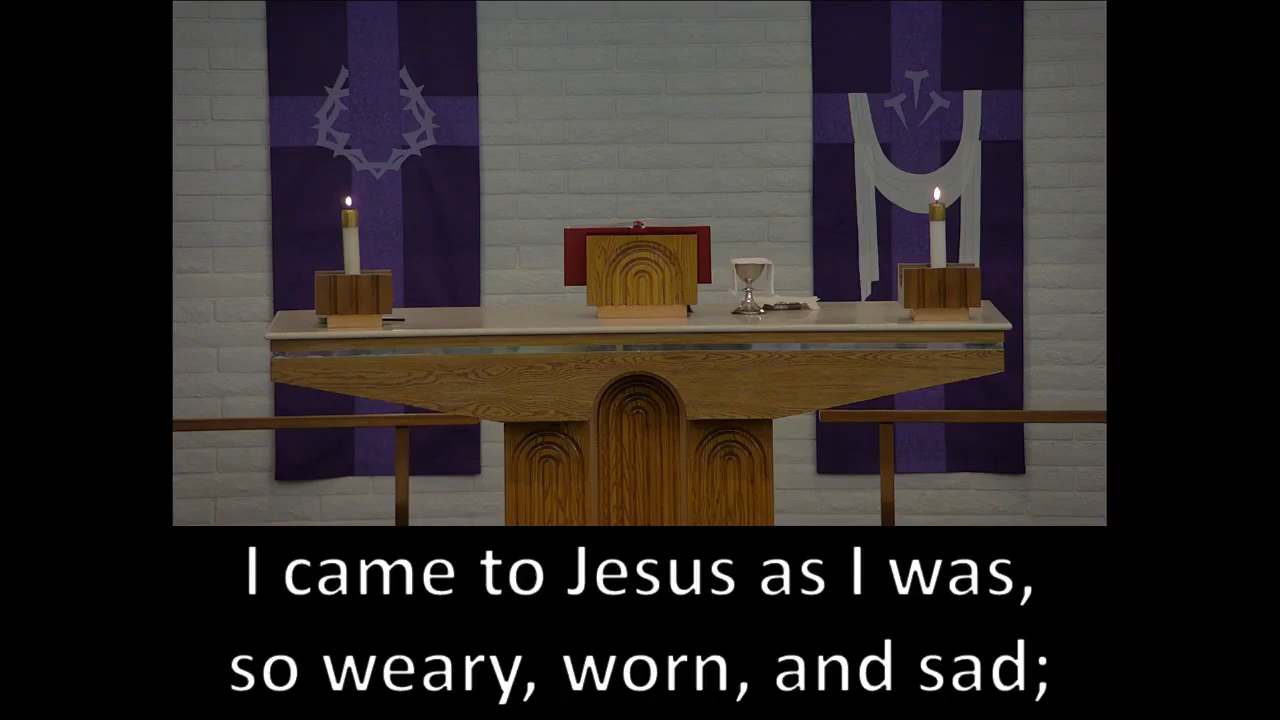 I came to Jesus as I was,
so weary, worn, and sad;